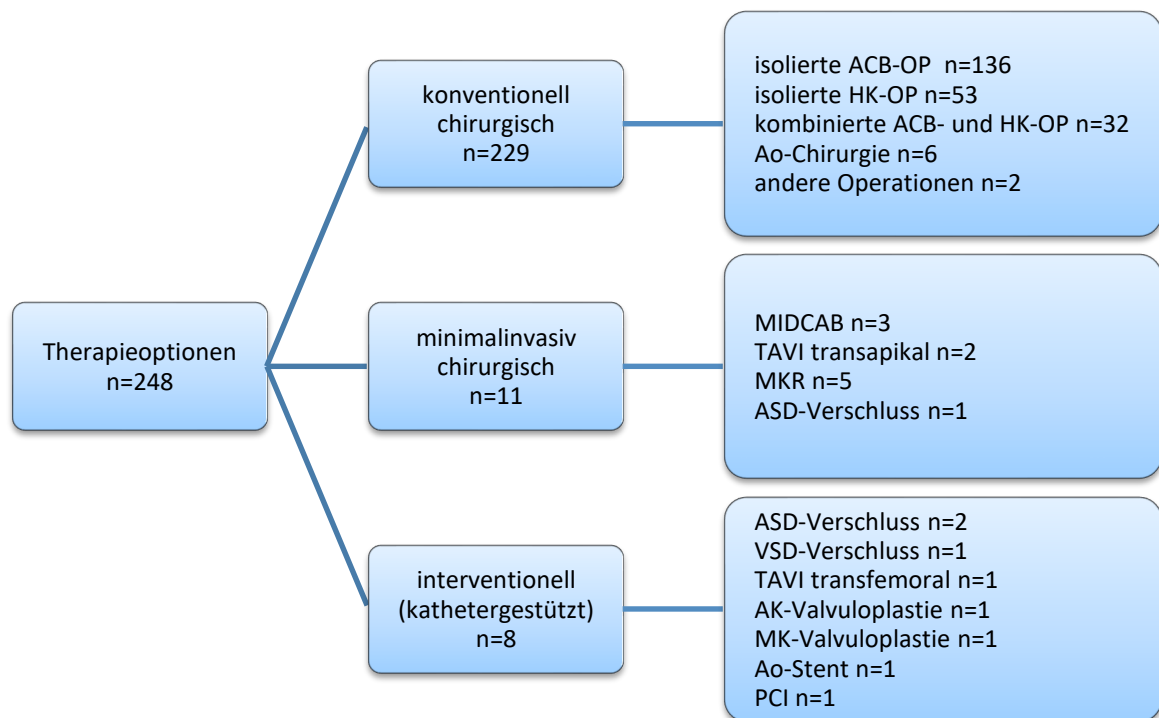 Therapieoptionen
n=248
konventionell
chirurgisch
n=229
isolierte ACB-OP n=136
isolierte HK-OP n=53
kombinierte ACB- und HK-OP n=32
Ao-Chirurgie n=6
andere Operationen n=2
minimalinvasiv
chirurgisch
n=11
MIDCAB n=3
TAVI transapikal n=2
MKR n=5
ASD-Verschluss n=1
interventionell
(kathetergestützt)
n=8
ASD-Verschluss n=2
VSD-Verschluss n=1
TAVI transfemoral n=1
AK-Valvuloplastie n=1
MK-Valvuloplastie n=1
Ao-Stent n=1
PCI n=1